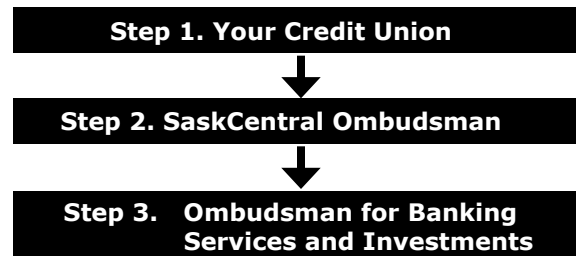 Step 1. Your Credit Union
Step 2. SaskCentral Ombudsman
Step 3. Ombudsman for Banking
Services and Investments